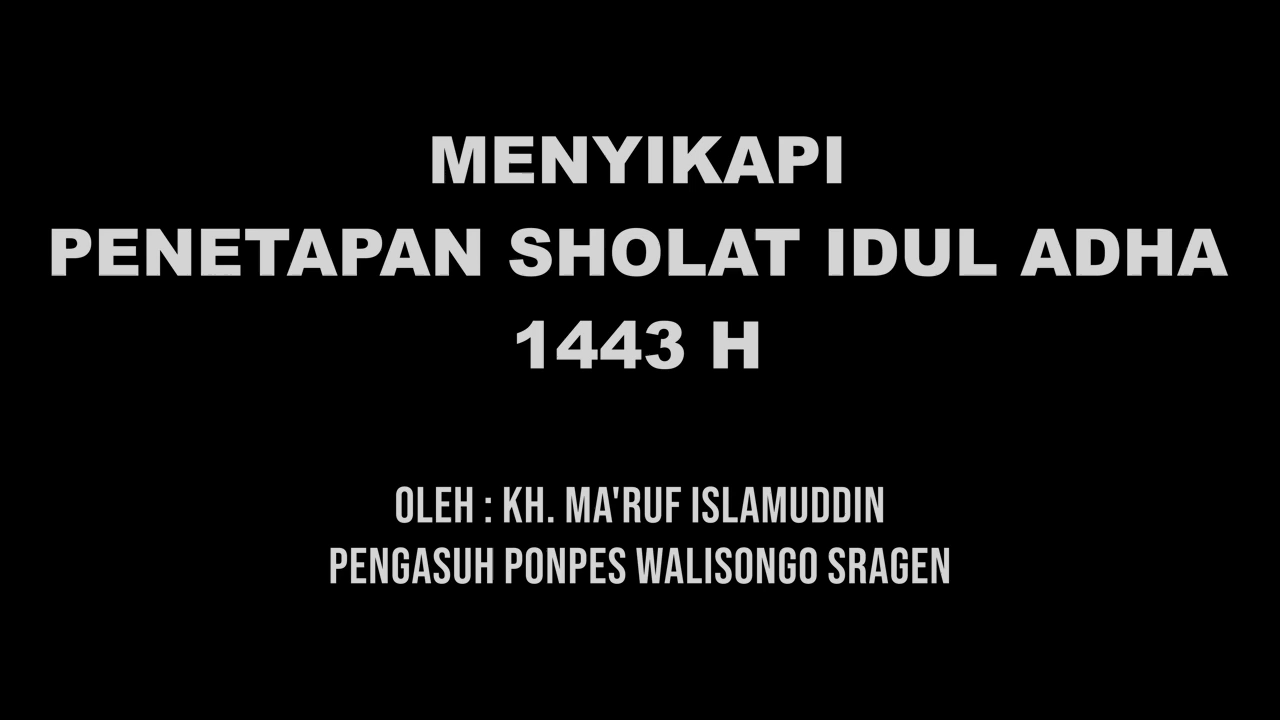 MENYIKAPI
PENETAPAN SHOLAT IDUL ADHA
1443 H
OLEH : KH. MA'RUF ISLAMUDDIN
PENGASUH PONPES WALISONGO SRAGEN